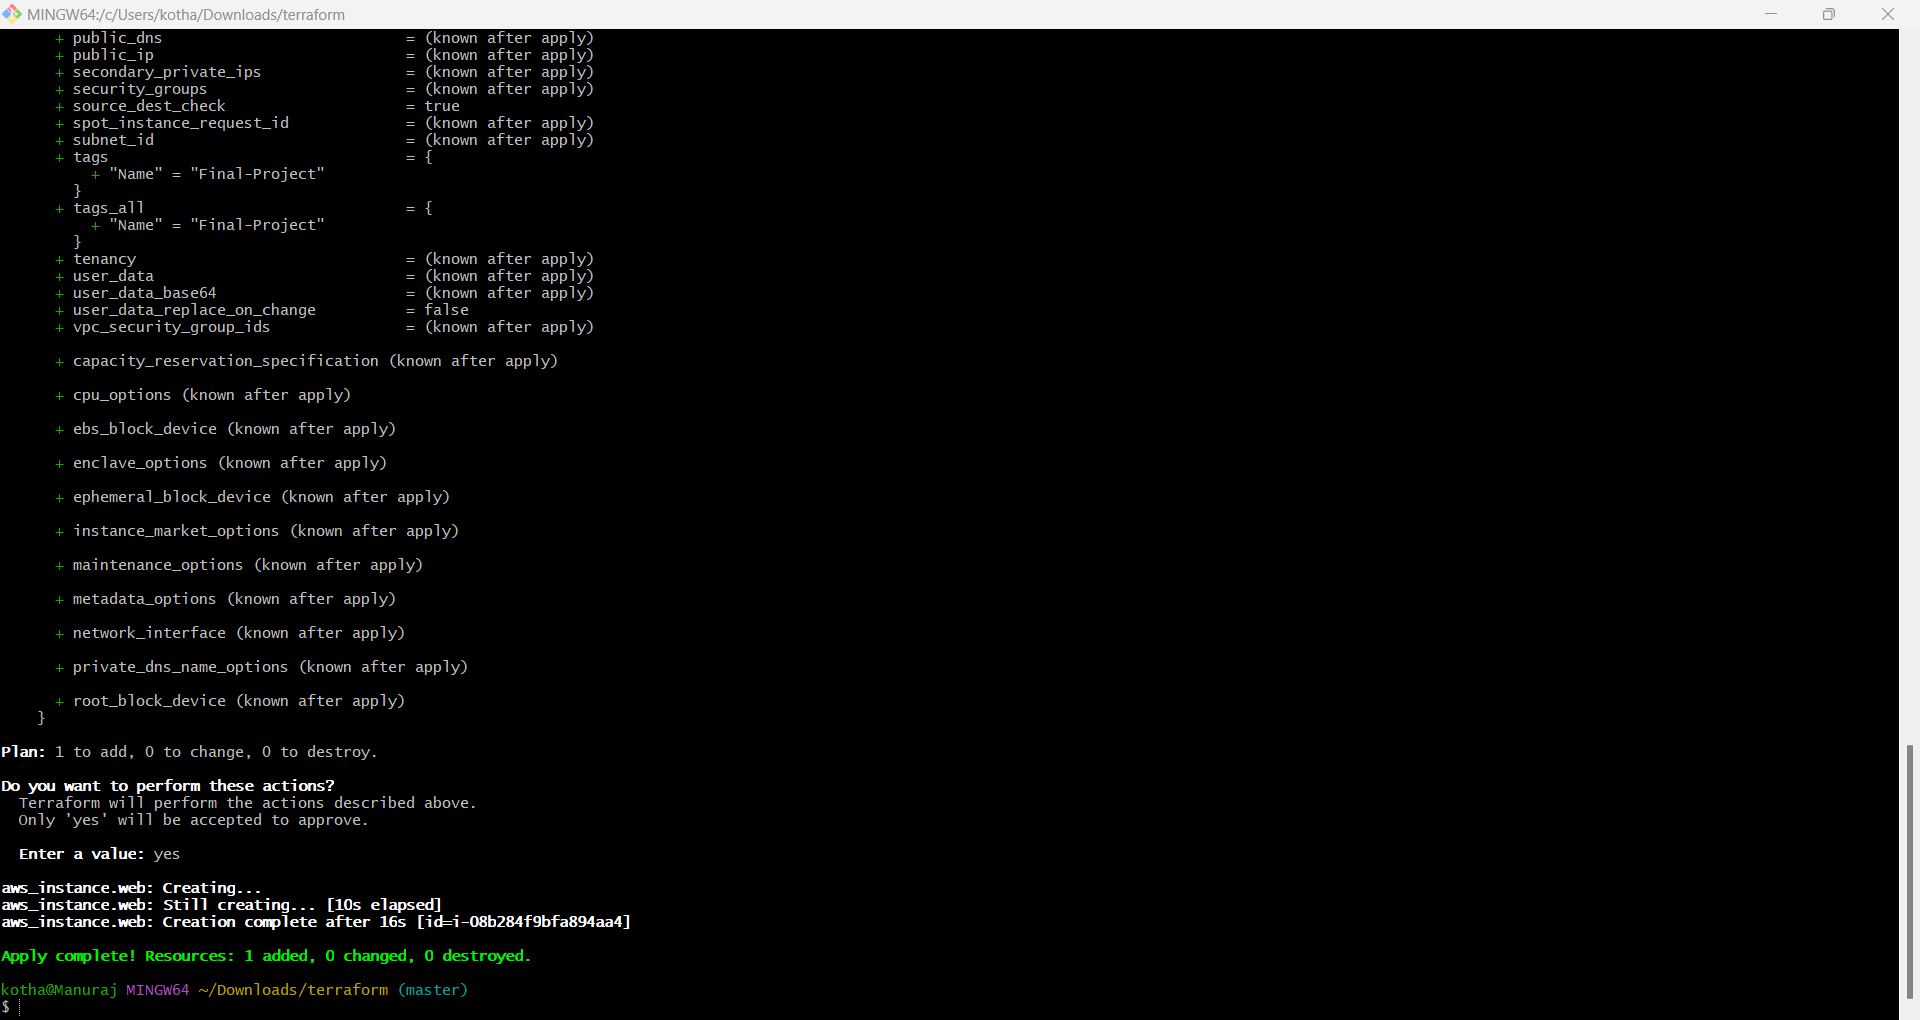 MINGW64:/c/Users/kotha/Downloads/terraform
+ public_dns = (known after apply)
+ public_ip = (known after apply)
+ secondary_private_ips = (known after apply)
+ security_groups = (known after apply)
+ source_dest_check = true
+ spot_instance_request_id = (known after apply)
+ subnet_id = (known after apply)
+ tags = {
+ "Name" = "Final-Project"
}
+ tags_all = {
+ "Name" = "Final-Project"
}
+ tenancy = (known after apply)
+ user_data = (known after apply)
+ user_data_base64 = (known after apply)
+ user_data_replace_on_change = false
+ vpc_security_group_ids = (known after apply)
+ capacity_reservation_specification (known after apply)
+ cpu_options (known after apply)
+ ebs_block_device (known after apply)
+ enclave_options (known after apply)
+ ephemeral_block_device (known after apply)
+ instance_market_options (known after apply)
+ maintenance_options (known after apply)
+ metadata_options (known after apply)
+ network_interface (known after apply)
+ private_dns_name_options (known after apply)
+ root_block_device (known after apply)
}
Plan: 1 to add, 0 to change, 0 to destroy.
Do you want to perform these actions?
Terraform will perform the actions described above.
Only 'yes' will be accepted to approve.
Enter a value: yes
aws_instance.web: Creating...
aws_instance.web: Still creating... [10s elapsed]
aws_instance.web: Creation complete after 16s [id=i-08b284f9bfa894aa4]
Apply complete! Resources: 1 added, 0 changed, 0 destroyed.
kotha@Manuraj MINGW64 ~/Downloads/terraform (master)
$